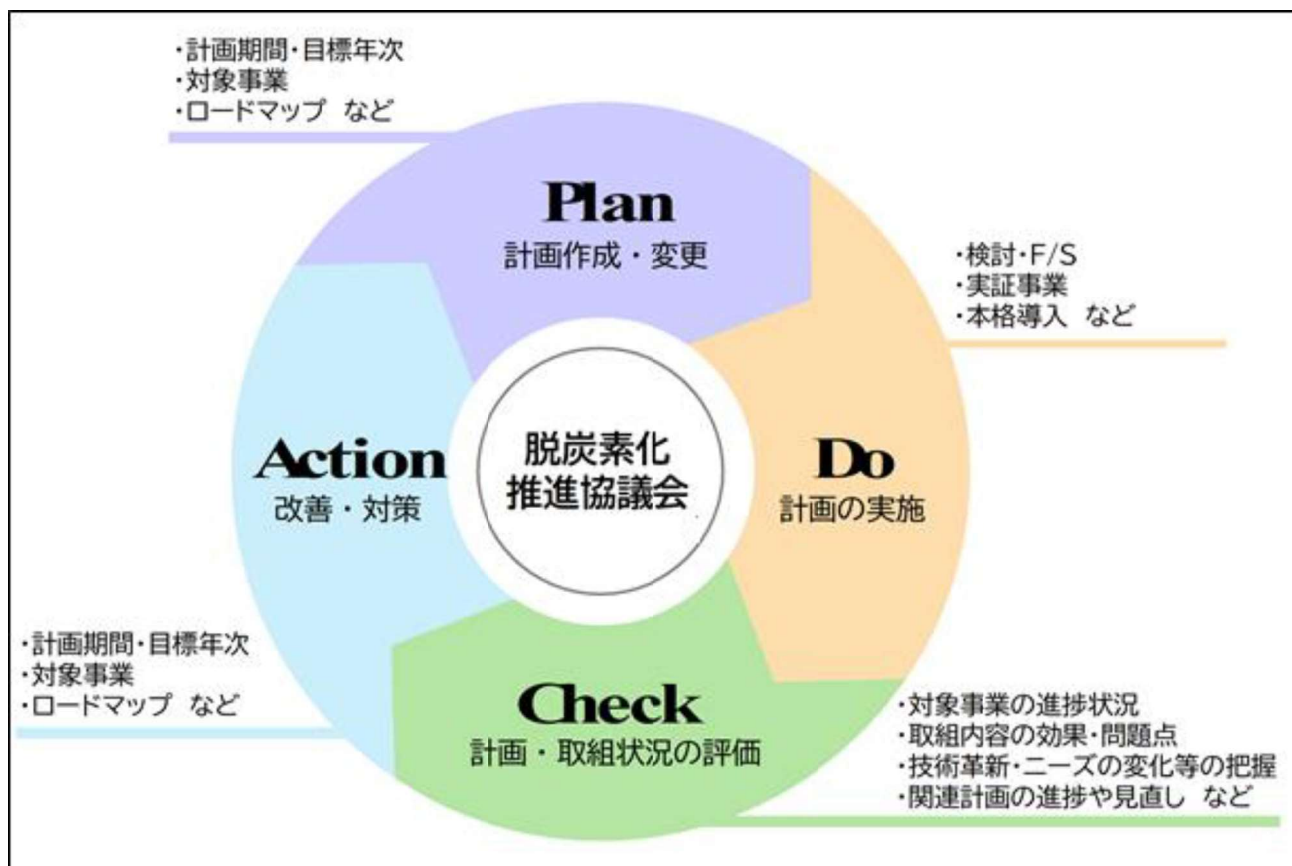 ・計画期間・目標年次
・対象事業
・ロードマップ など
Plan
計画作成・変更
・検討・F/S
・実証事業
・本格導入 など
Do
計画の実施
脱炭素化
推進協議会
Action
改善・対策
・計画期間・目標年次
・対象事業
・ロードマップ など
Check
計画・取組状況の評価
・対象事業の進捗状況
・取組内容の効果・問題点
・技術革新・ニーズの変化等の把握
・関連計画の進捗や見直し など